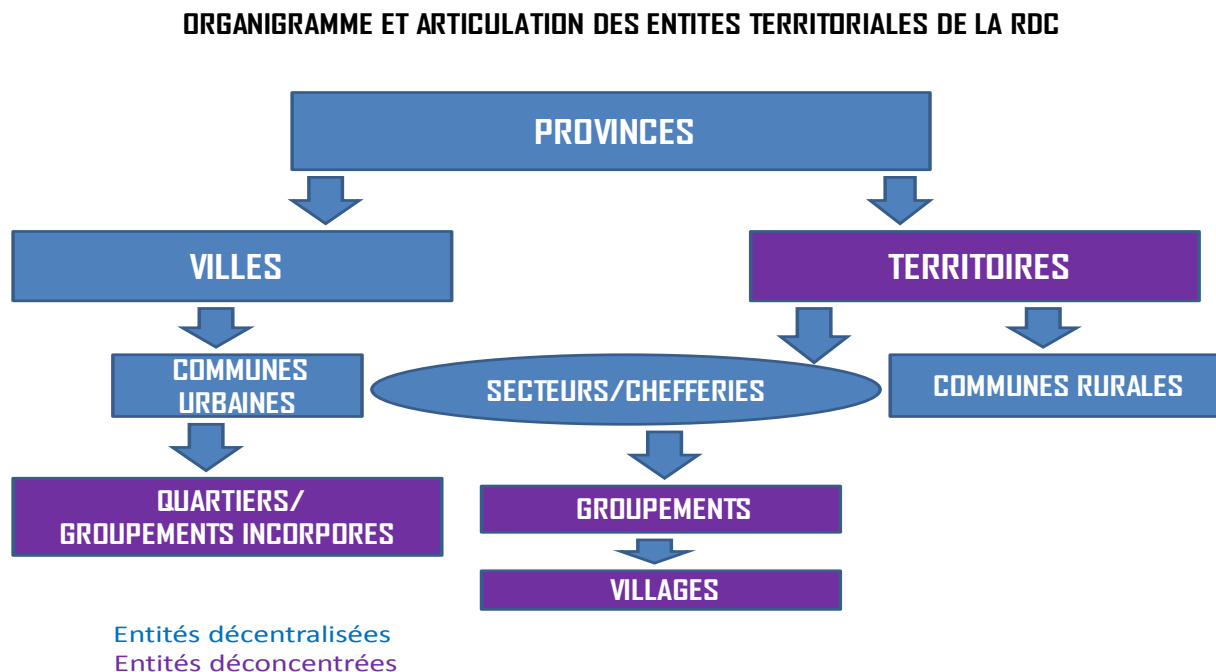 ORGANIGRAMME ET ARTICULATION DES ENTITES TERRITORIALES DE LA RDC
PROVINCES
VILLES
TERRITOIRES
COMMUNES
URBAINES
SECTEURS/CHEFFERIES
COMMUNES RURALES
QUARTIERS/
GROUPEMENTS INCORPORES
GROUPEMENTS
VILLAGES
Entités décentralisées
Entités déconcentrées